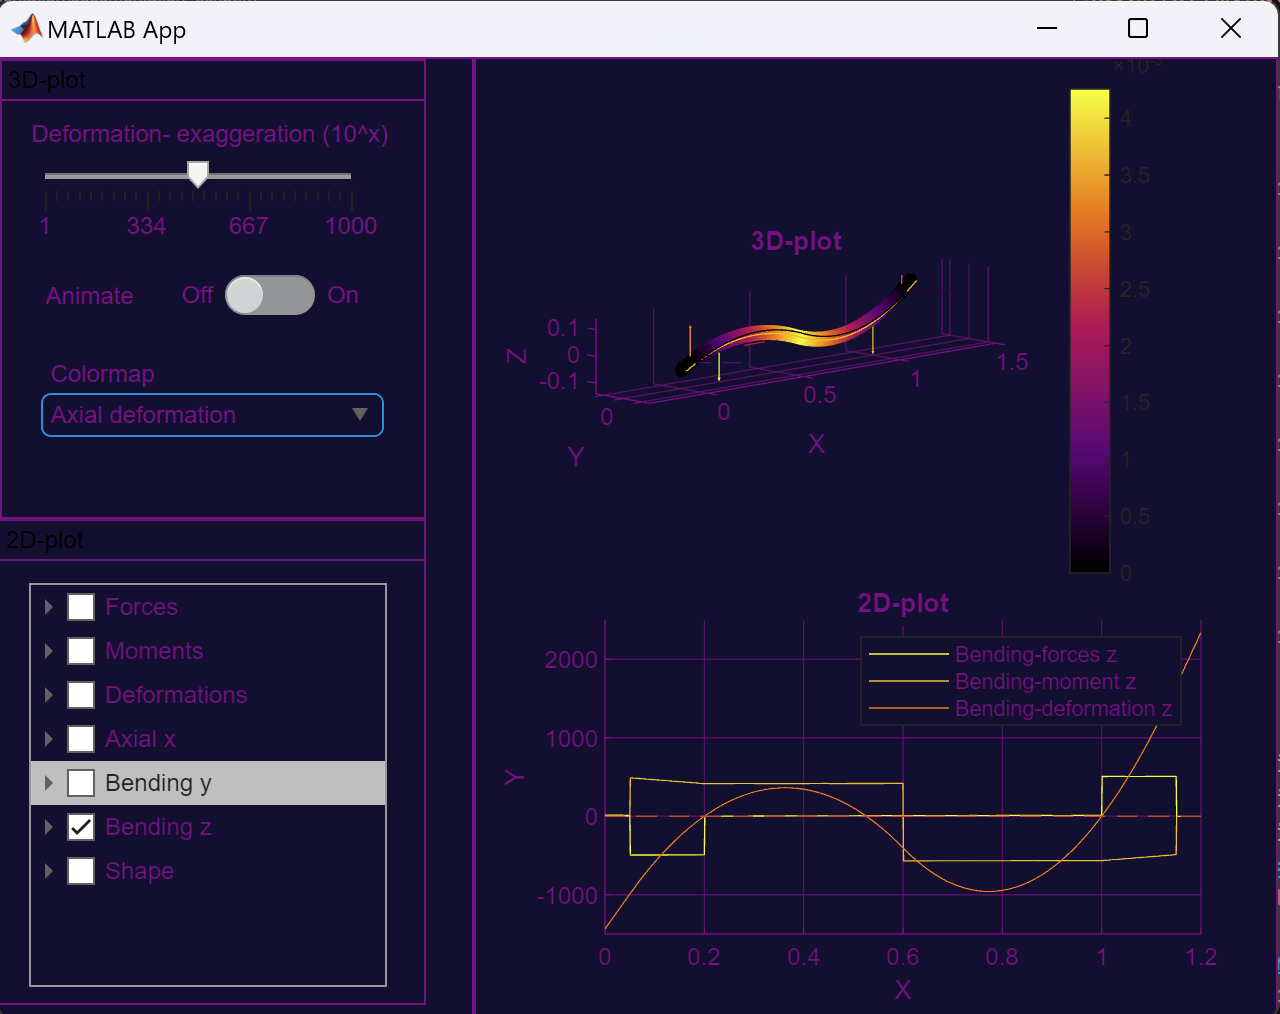 MATLAB App
3D-plot
Deformation- exaggeration (10^x)
1 334 667 1000
Animate Off On
Colormap
Axial deformation
2D-plot
Forces
Moments
Deformations
Axial x
Bending y
Bending z
Shape
3D-plot
0.1
0
-0.1
Z
0
Y
0 0.5 1 1.5
X
4
3.5
3
2.5
2
1.5
1
0.5
0
2D-plot
Bending-forces z
Bending-moment z
Bending-deformation z
2000
1000
0
-1000
Y
0 0.2 0.4 0.6 0.8 1 1.2
X